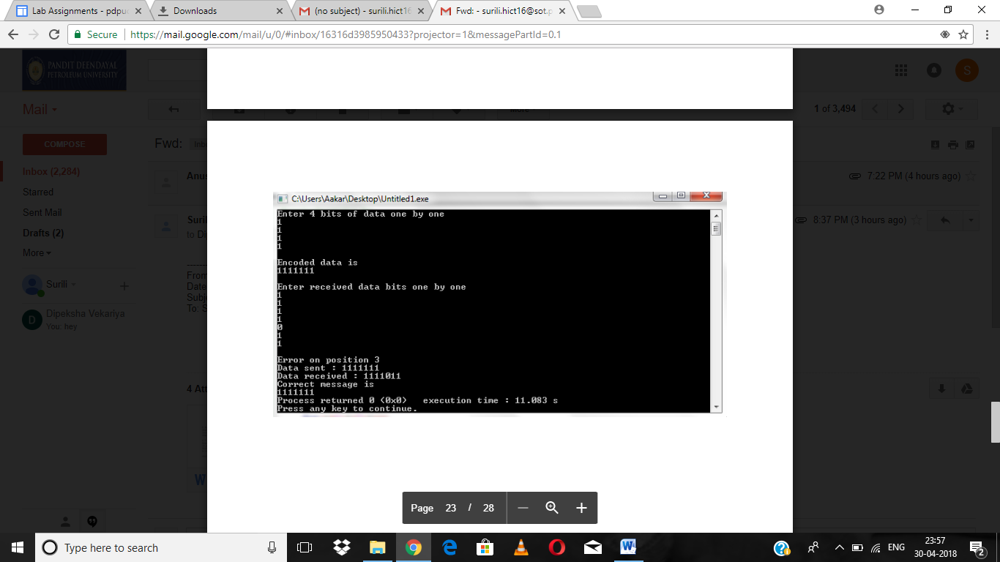 Lab Assignments - pdpu
Downloads
(no subject) - surili.hict16
Fwd: - surili.hict16@sot.p
Secure
https://mail.google.com/mail/u/0/#inbox/16316d3985950433?projector=1&messagePartId=0.1
PANDIT DEENDAYAL
PETROLEUM UNIVERSITY
S
Mail
More
1 of 3,494
COMPOSE
Fwd:
Inb
Inbox (2,284)
Starred
Sent Mail
Drafts (2)
More
Anus
7:22 PM (4 hours ago)
Suril
to Di
8:37 PM (3 hours ago)
From
Date
Subj
To: S
Surili
D
Dipeksha Vekariya
You: hey
4 Att
W
C:\Users\Aakar\Desktop\Untitled1.exe
Enter 4 bits of data one by one
1
1
1
1
Encoded data is
1111111
Enter received data bits one by one
1
1
1
1
0
1
1
Error on position 3
Data sent : 1111111
Data received : 1111011
Correct message is
1111111
Process returned 0 (0x0) execution time : 11.083 s
Press any key to continue.
Page 23 / 28
Type here to search
ENG
23:57
30-04-2018
2